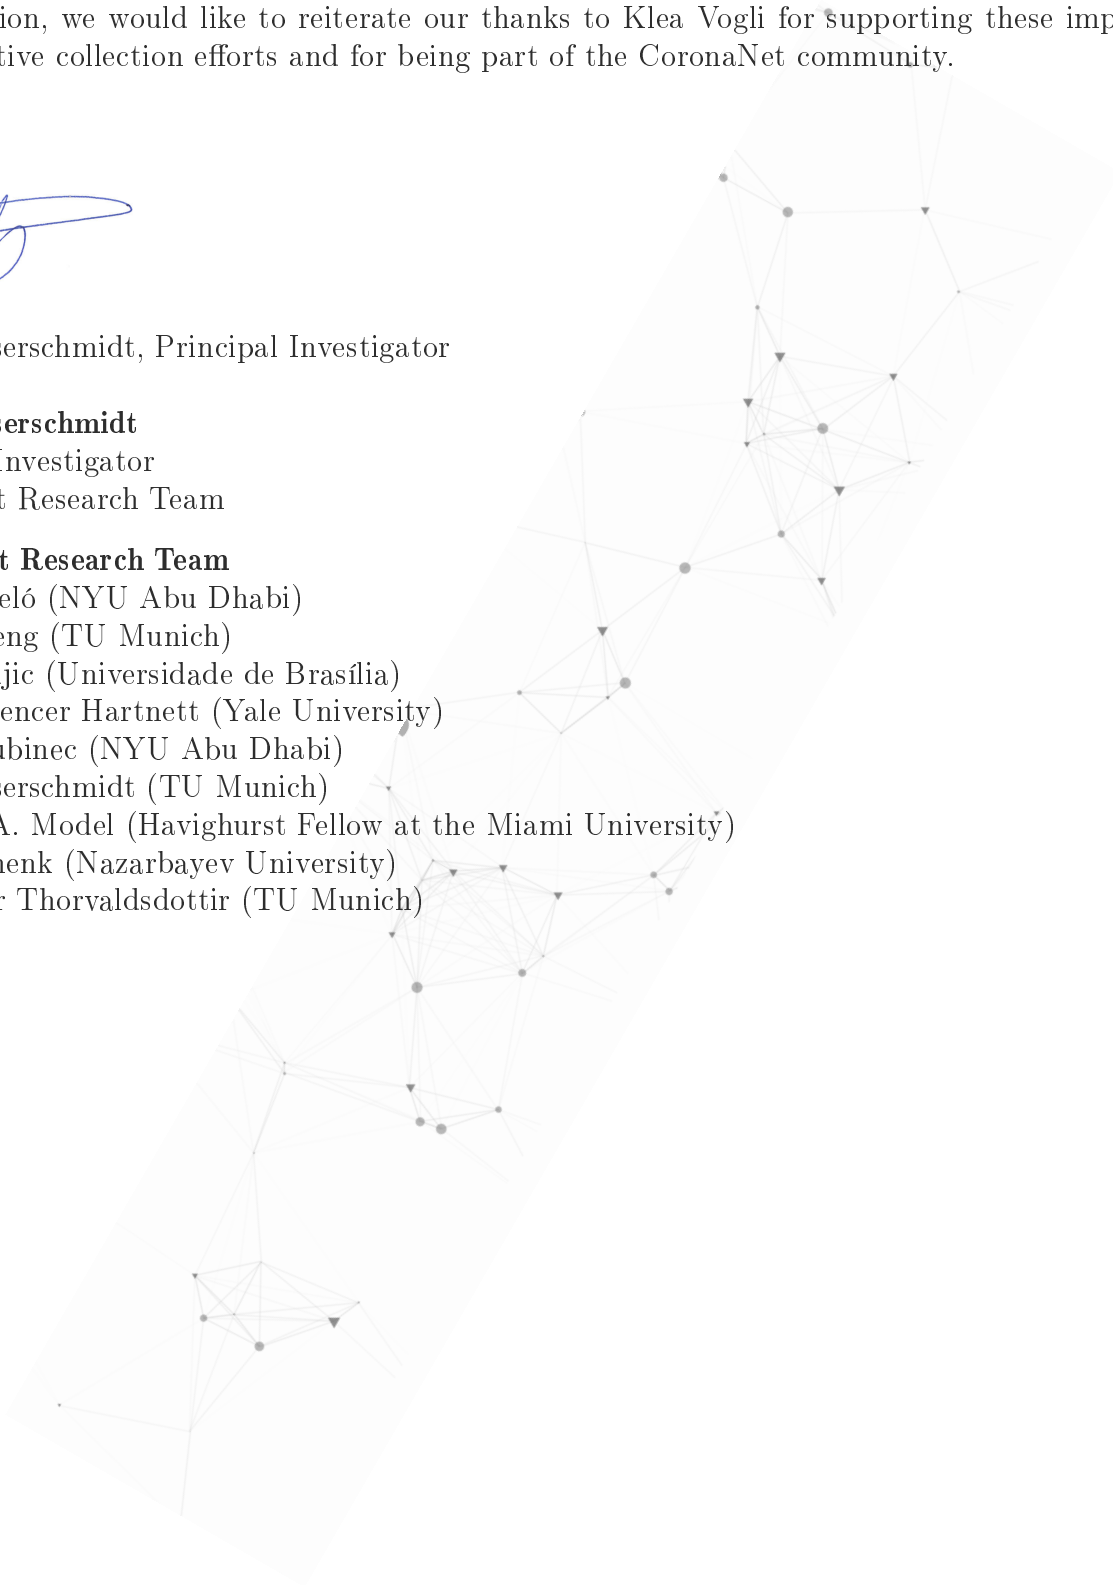 ion, we would like to reiterate our thanks to Klea Vogli for supporting these imp
tive collection efforts and for being part of the CoronaNet community.
serschmidt, Principal Investigator
serschmidt
Investigator
t Research Team
t Research Team
eló (NYU Abu Dhabi)
eng (TU Munich)
jic (Universidade de Brasília)
encer Hartnett (Yale University)
ubinec (NYU Abu Dhabi)
serschmidt (TU Munich)
A. Model (Havighurst Fellow at the Miami University)
henk (Nazarbayev University)
r Thorvaldsdottir (TU Munich)